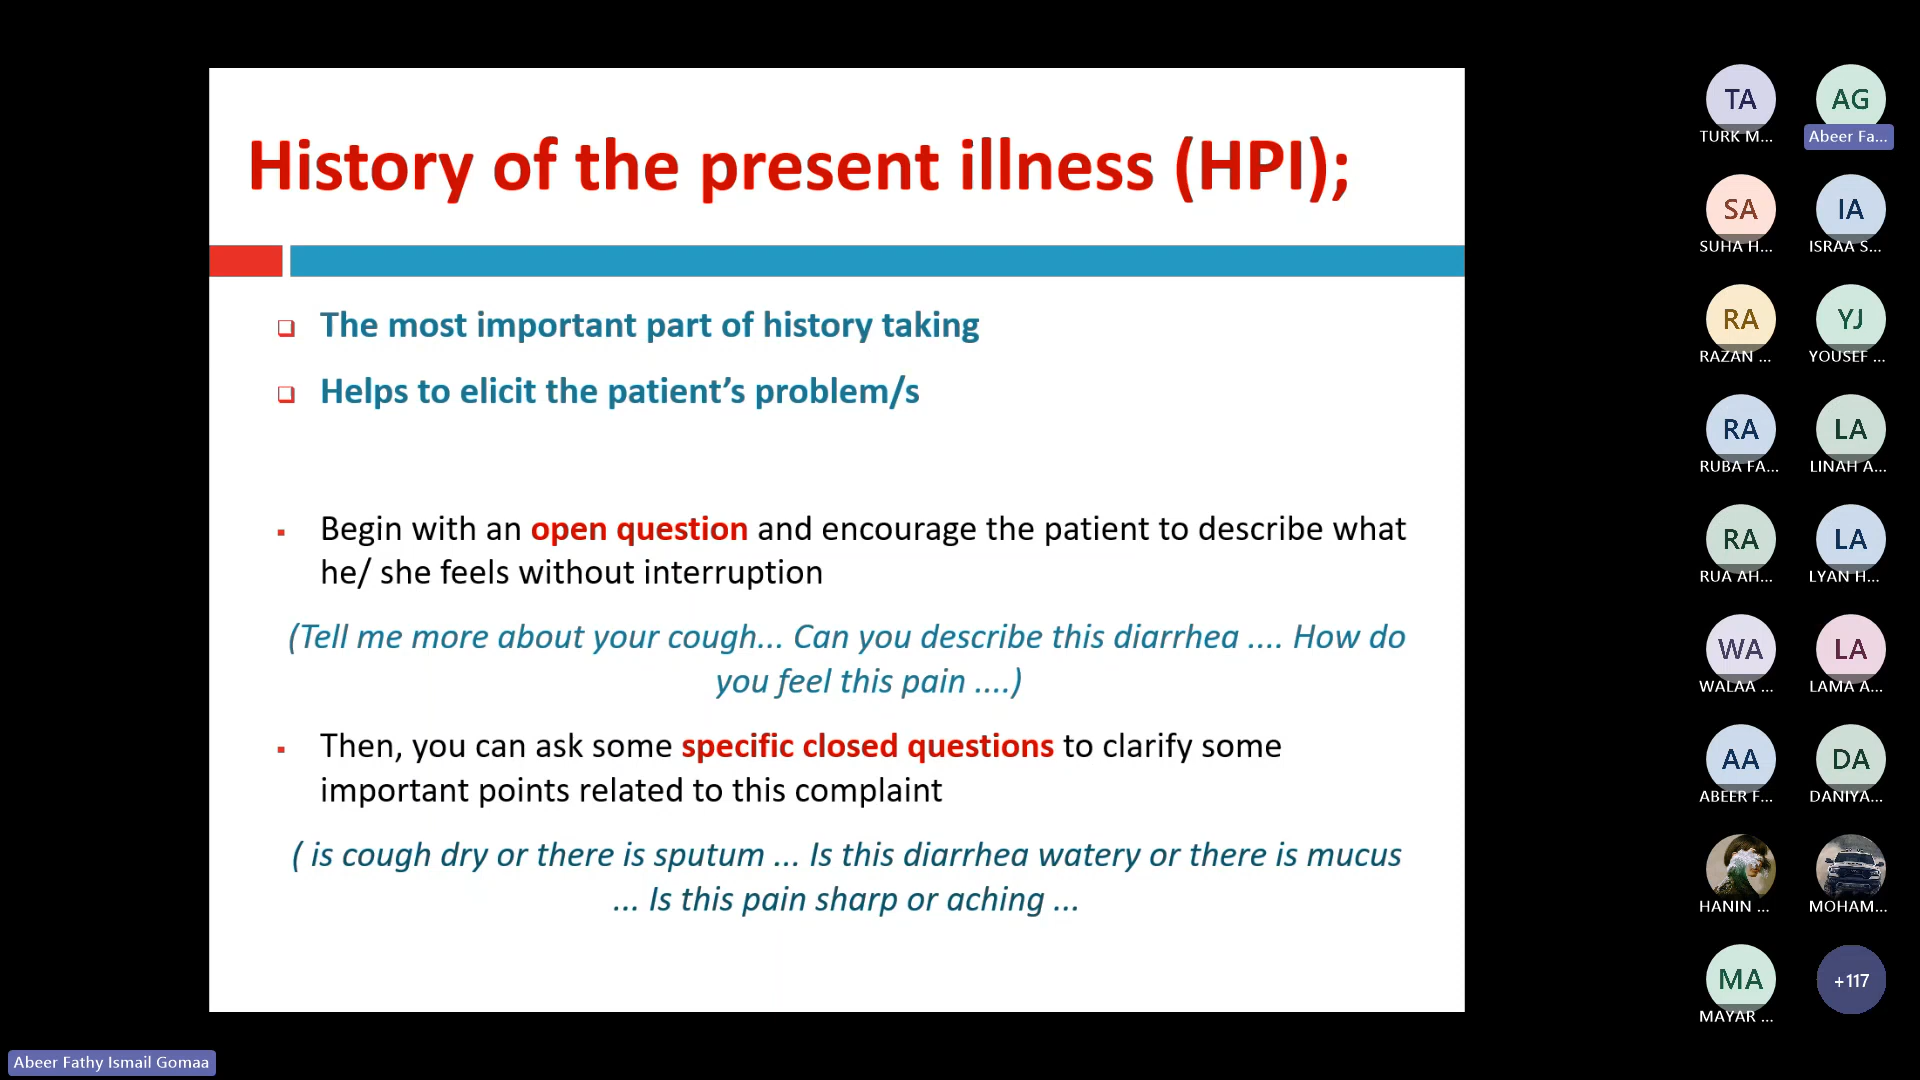 History of the present illness (HPI);
The most important part of history taking
Helps to elicit the patient’s problem/s
Begin with an open question and encourage the patient to describe what
he/ she feels without interruption
(Tell me more about your cough... Can you describe this diarrhea .... How do
you feel this pain ....)
Then, you can ask some specific closed questions to clarify some
important points related to this complaint
( is cough dry or there is sputum ... Is this diarrhea watery or there is mucus
... Is this pain sharp or aching ...
TA
TURK M...
AG
Abeer Fa...
SA
SUHA H...
IA
ISRAA S...
RA
RAZAN ...
YJ
YOUSEF ...
RA
RUBA FA...
LA
LINAH A...
RA
RUA AH...
LA
LYAN H...
WA
WALAA ...
LA
LAMA A...
AA
ABEER F...
DA
DANIYA...
HANIN ...
MOHAM...
MA
MAYAR ...
+117
Abeer Fathy Ismail Gomaa